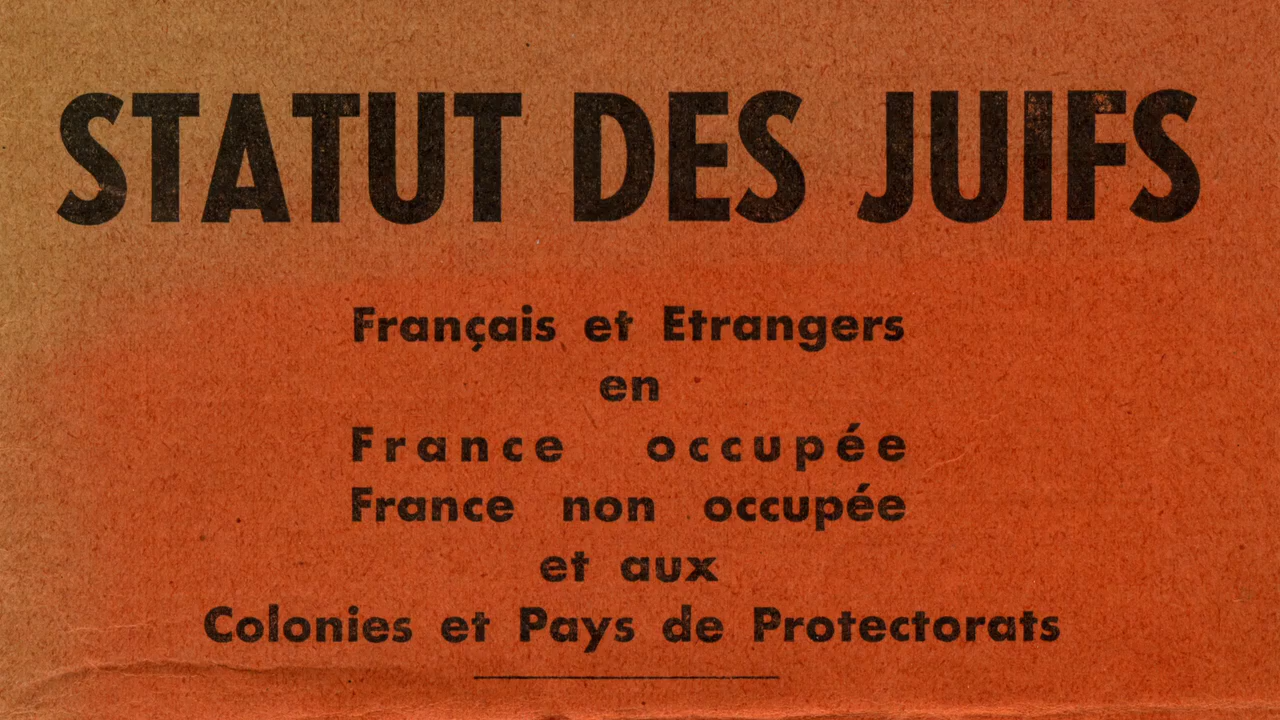 STATUT DES JUIFS
Français et Etrangers
en
France occupée
France non occupée
et aux
Colonies et Pays de Protectorats